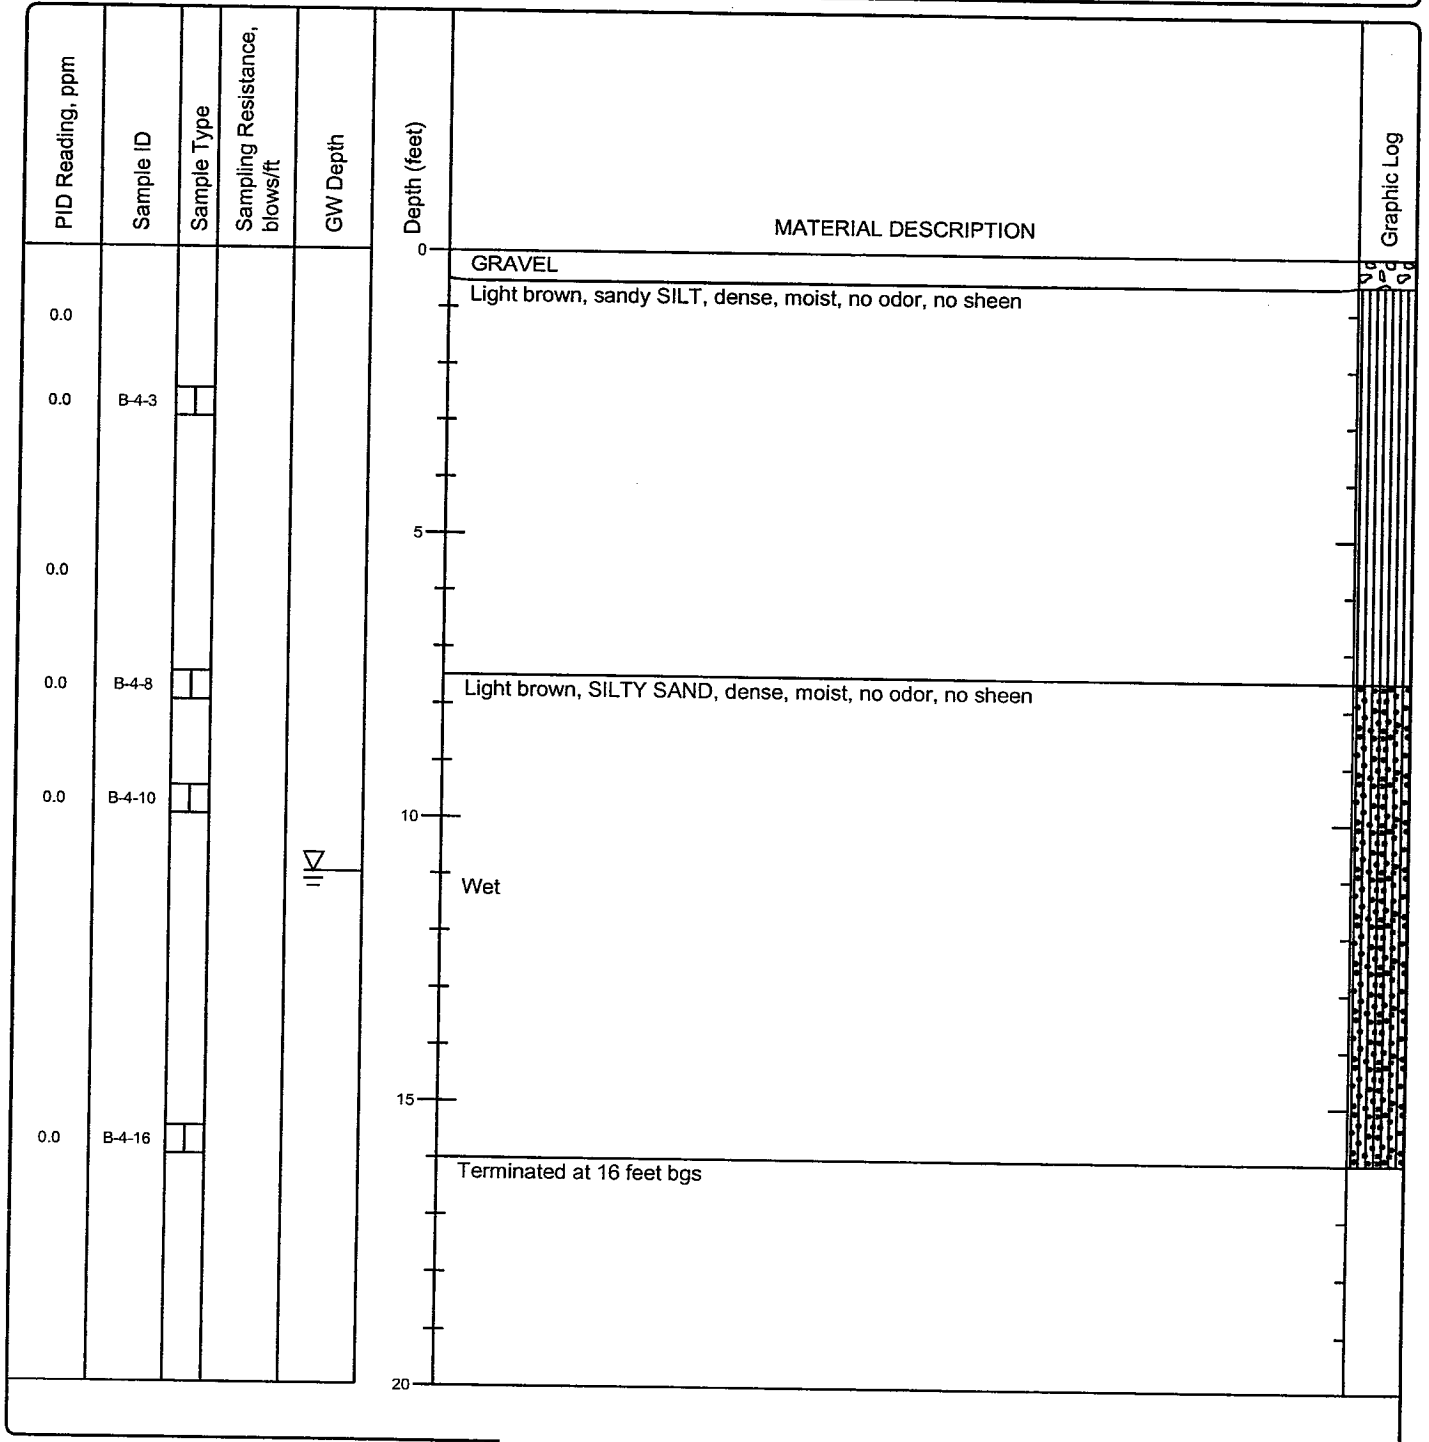 PID Reading, ppm
Sample ID
Sample Type
Sampling Resistance,
blows/ft
GW Depth
Depth (feet)
MATERIAL DESCRIPTION
Graphic Log
0
GRAVEL
Light brown, sandy SILT, dense, moist, no odor, no sheen
0.0
0.0 B-4-3
5
0.0
0.0 B-4-8
Light brown, SILTY SAND, dense, moist, no odor, no sheen
0.0 B-4-10
10
Wet
15
0.0 B-4-16
Terminated at 16 feet bgs
20